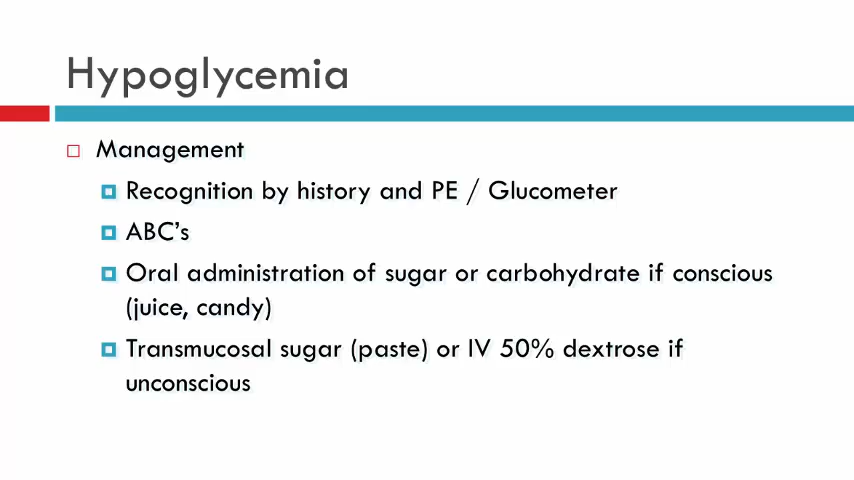 Hypoglycemia
Management
Recognition by history and PE / Glucometer
ABC's
Oral administration of sugar or carbohydrate if conscious
(juice, candy)
Transmucosal sugar (paste) or IV 50% dextrose if
unconscious